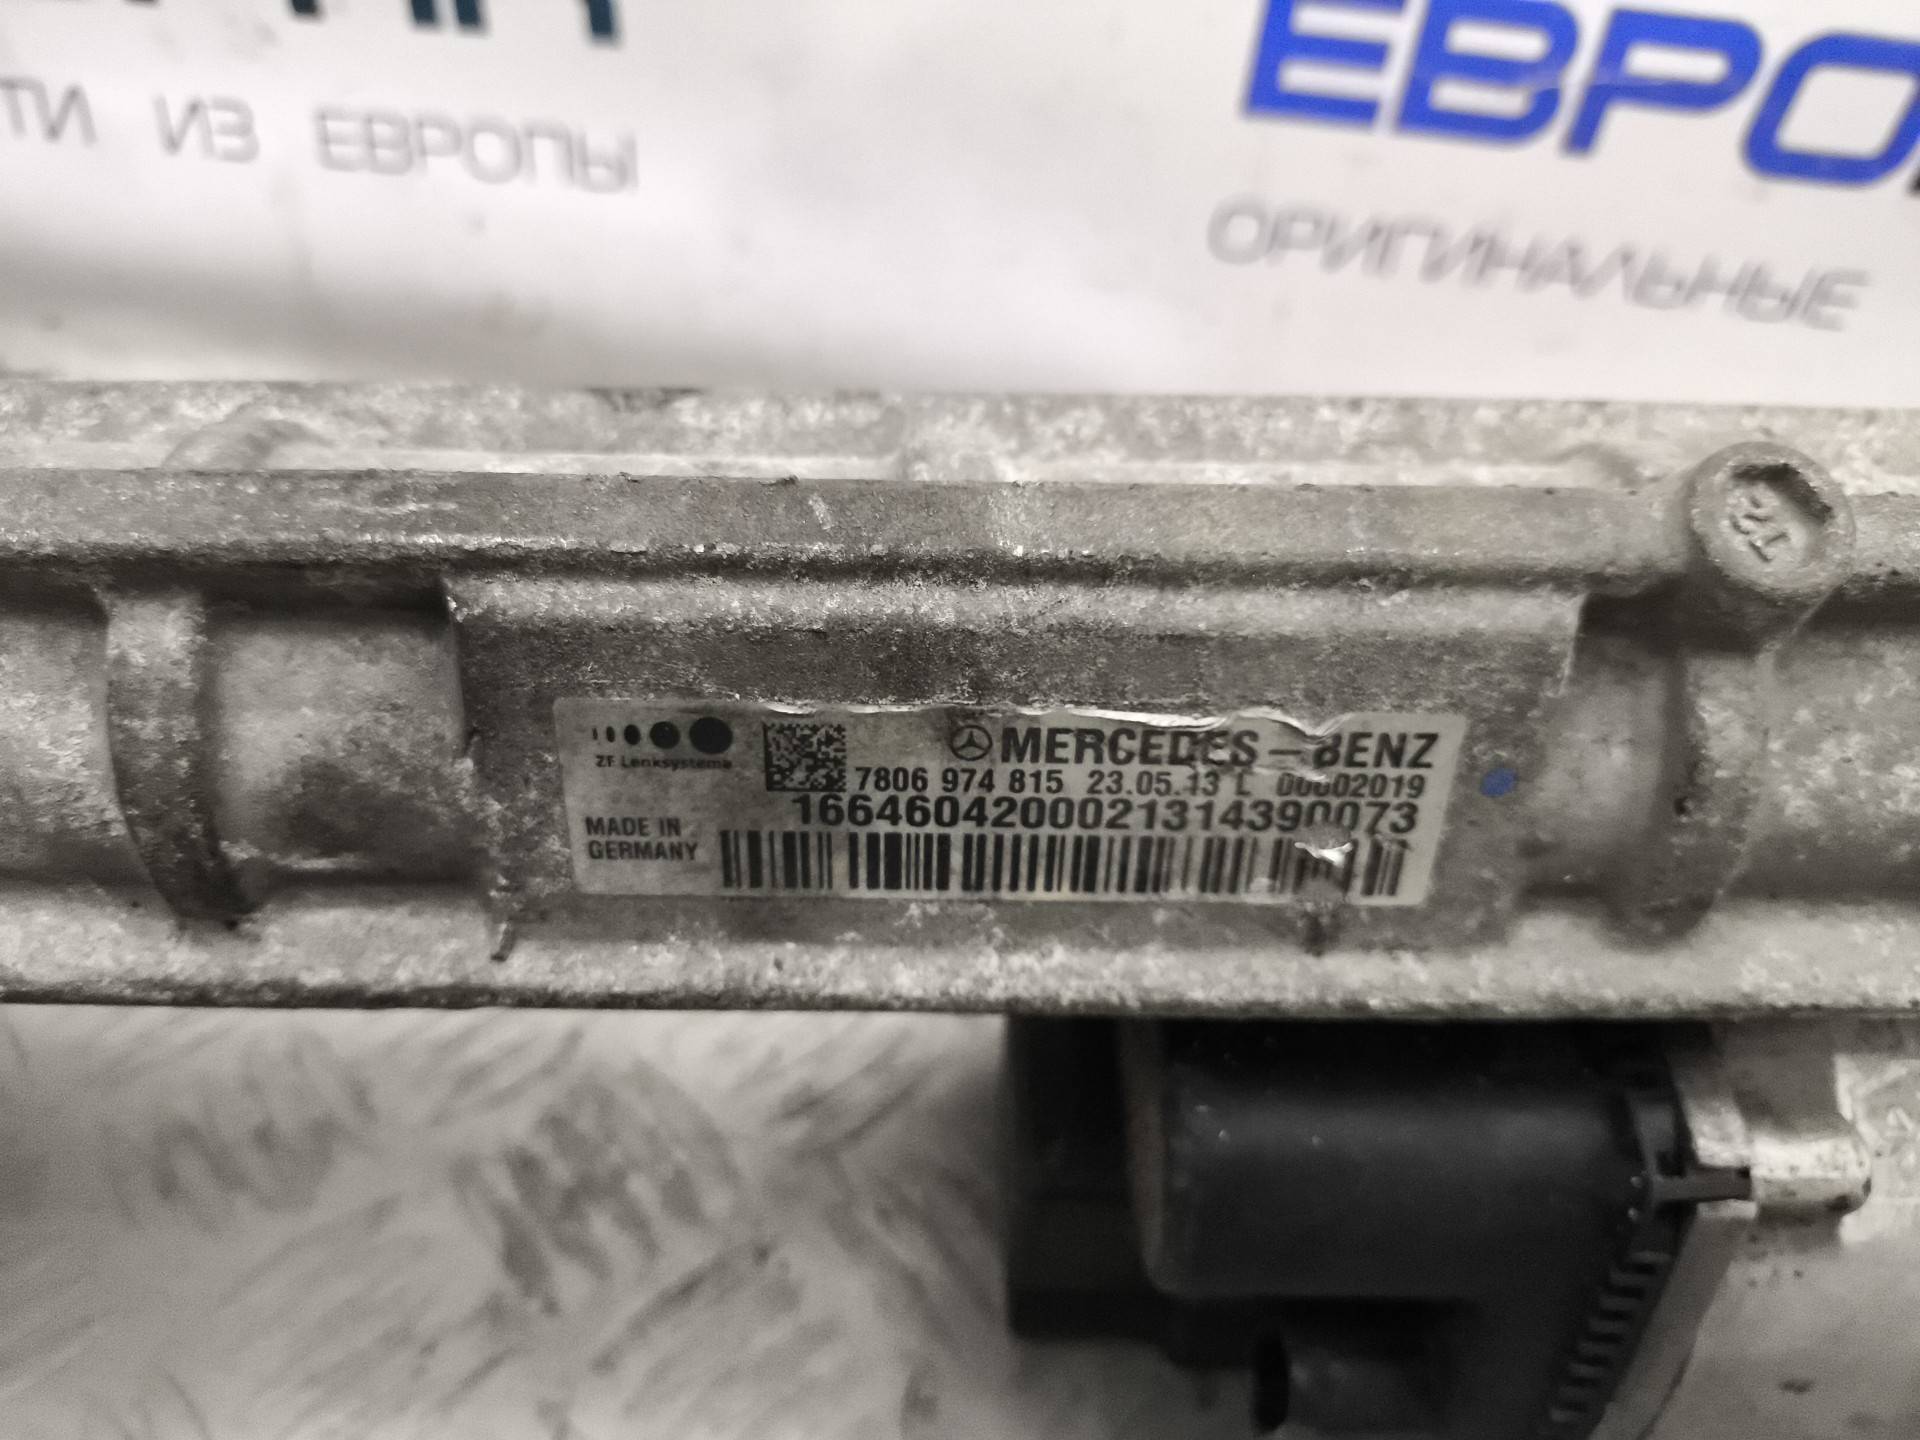 ЕВРО
ТИ ИЗ ЕВРОПЫ
ОРИГИНАЛЬНЫЕ
ZF Lenksysteme
MERCEDES-BENZ
7806 974 815 23.05.13 L 00002019
1664604200021314390073
MADE IN
GERMANY